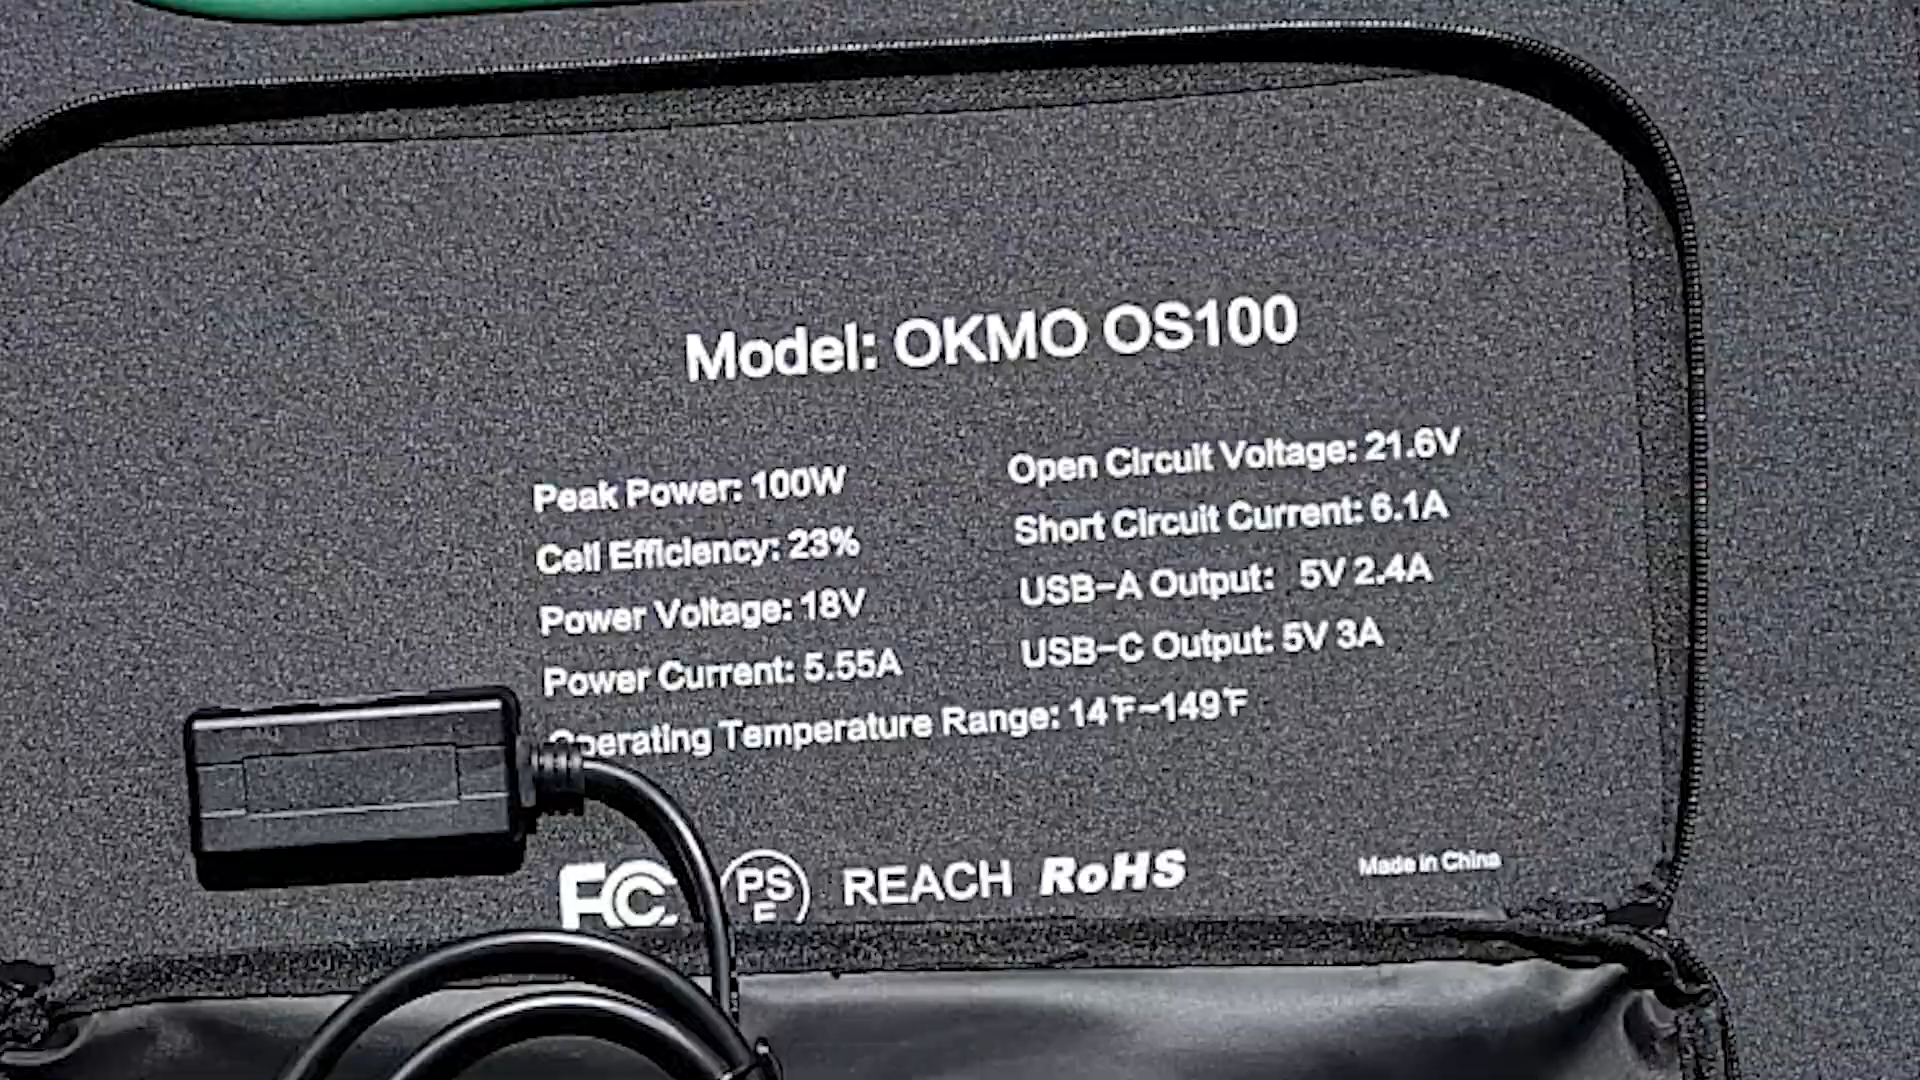 Model: OKMO OS100
Peak Power: 100W
Cell Efficiency: 23%
Power Voltage: 18V
Power Current: 5.55A
Open Circuit Voltage: 21.6V
Short Circuit Current: 6.1A
USB-A Output: 5V 2.4A
USB-C Output: 5V 3A
Operating Temperature Range: 14℉~149℉
FC PS E REACH RoHS
Made in China